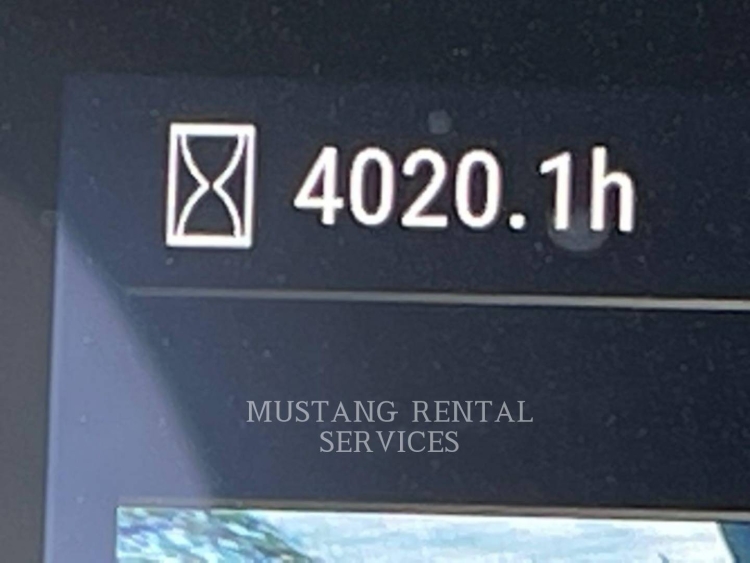 4020.1h
MUSTANG RENTAL
SERVICES